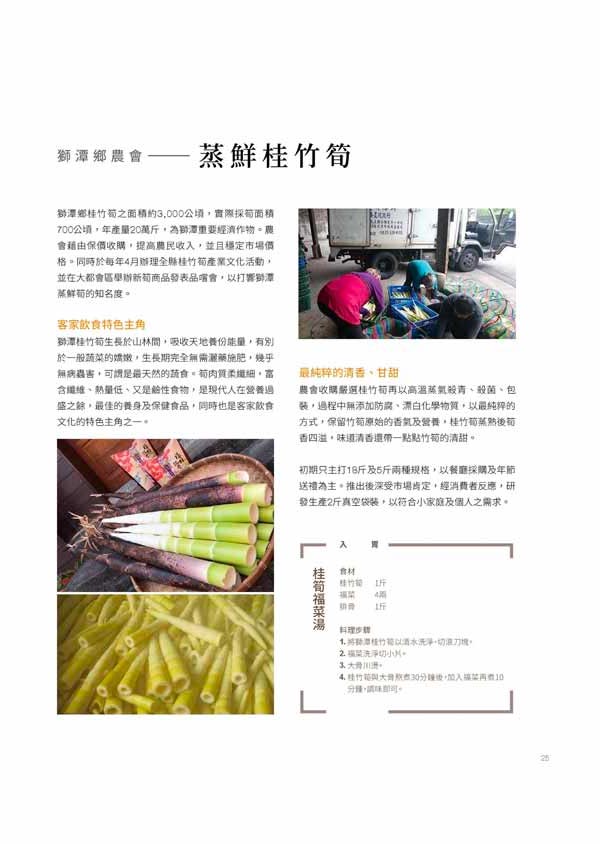 獅潭鄉農會 —— 蒸鮮桂竹筍
獅潭鄉桂竹筍之面積約3,000公頃，實際採筍面積
700公頃，年產量20萬斤，為獅潭重要經濟作物。農
會藉由保價收購，提高農民收入，並且穩定市場價
格。同時於每年4月辦理全縣桂竹筍產業文化活動，
並在大都會區舉辦新筍商品發表品嚐會，以打響獅潭
蒸鮮筍的知名度。
客家飲食特色主角
獅潭桂竹筍生長於山林間，吸收天地養份能量，有別
於一般蔬菜的嬌嫩，生長期完全無需灑藥施肥，幾乎
無病蟲害，可謂是最天然的蔬食。筍肉質柔纖細，富
含纖維、熱量低、又是鹼性食物，是現代人在營養過
盛之餘，最佳的養身及保健食品，同時也是客家飲食
文化的特色主角之一。
最純粹的清香、甘甜
農會收購嚴選桂竹筍再以高溫蒸氣殺青、殺菌、包
裝，過程中無添加防腐、漂白化學物質，以最純粹的
方式，保留竹筍原始的香氣及營養，桂竹筍蒸熟後筍
香四溢，味道清香還帶一點點竹筍的清甜。
初期只主打18斤及5斤兩種規格，以餐廳採購及年節
送禮為主。推出後深受市場肯定，經消費者反應，研
發生產2斤真空袋裝，以符合小家庭及個人之需求。
入 胃
桂筍福菜湯
食材
桂竹筍 1斤
福菜 4兩
排骨 1斤
料理步驟
1. 將獅潭桂竹筍以清水洗淨，切滾刀塊。
2. 福菜洗淨切小片。
3. 大骨川燙。
4. 桂竹筍與大骨熬煮30分鐘後，加入福菜再煮10
分鐘，調味即可。
25